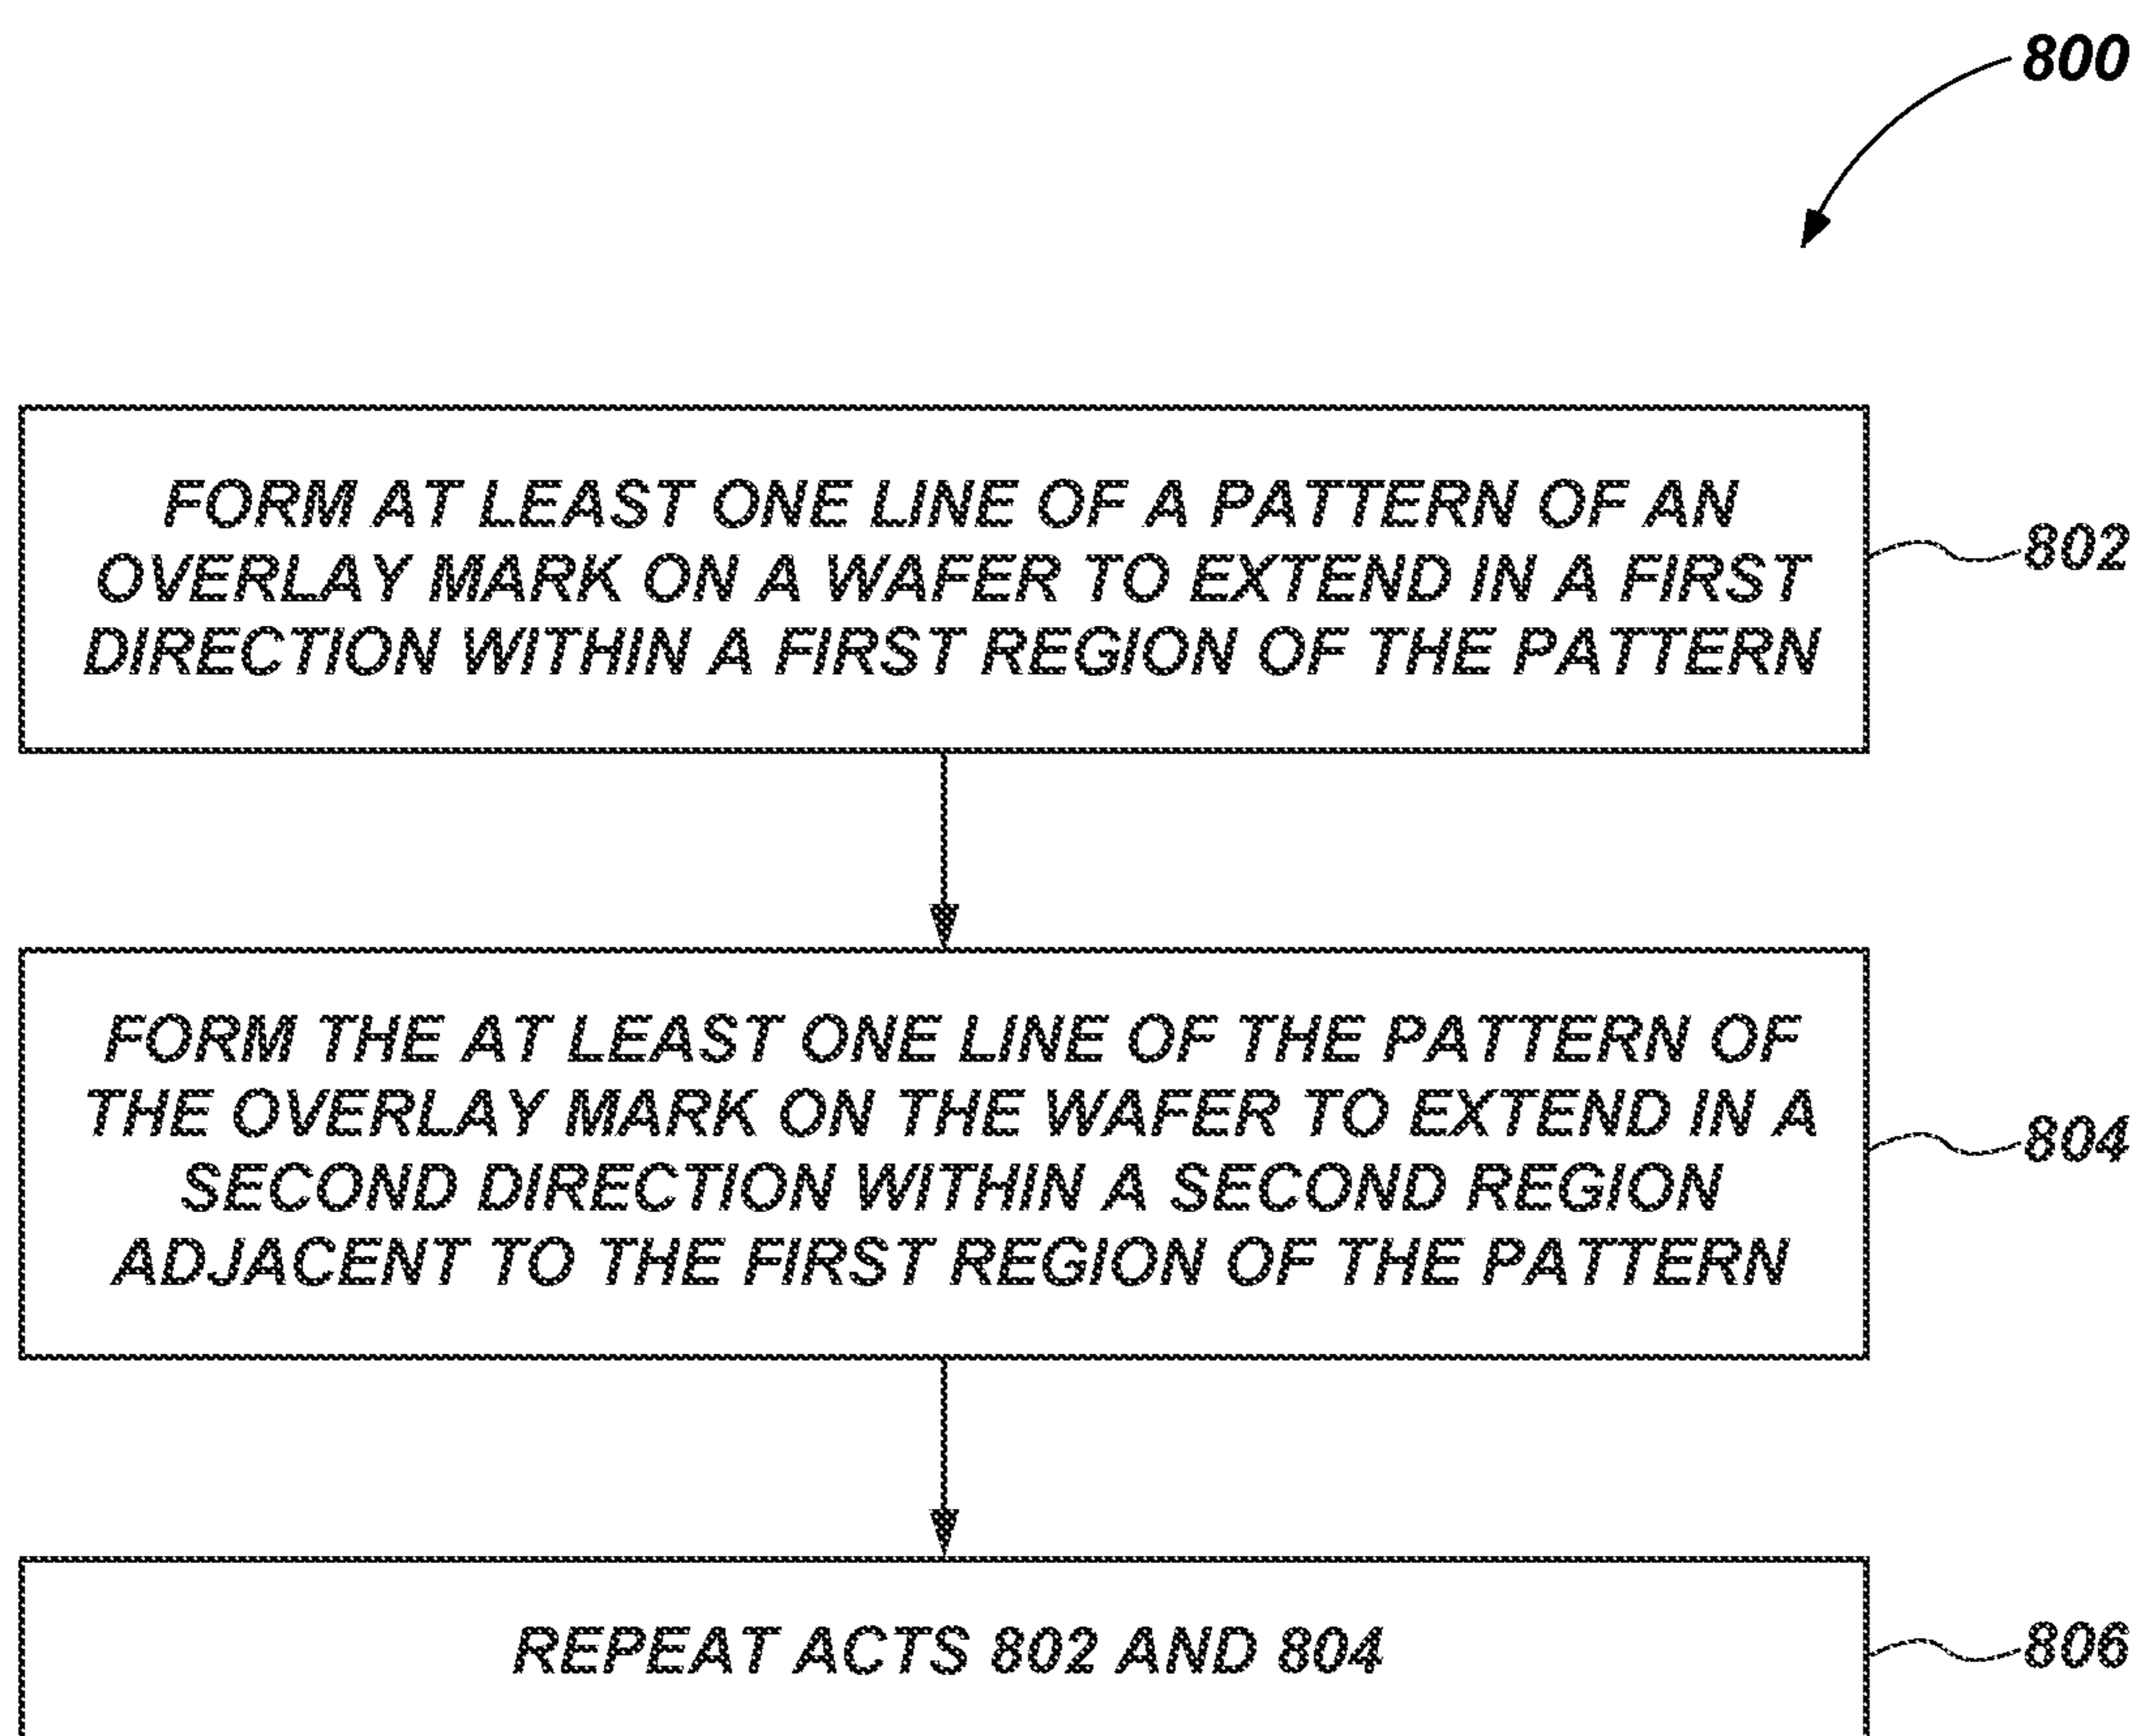 800
FORM AT LEAST ONE LINE OF A PATTERN OF AN
OVERLAY MARK ON A WAFER TO EXTEND IN A FIRST
DIRECTION WITHIN A FIRST REGION OF THE PATTERN
802
FORM THE AT LEAST ONE LINE OF THE PATTERN OF
THE OVERLAY MARK ON THE WAFER TO EXTEND IN A
SECOND DIRECTION WITHIN A SECOND REGION
ADJACENT TO THE FIRST REGION OF THE PATTERN
804
REPEAT ACTS 802 AND 804
806